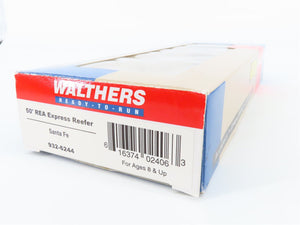 WALTHERS
READY-TO-RUN
50' REA Express Reefer
Santa Fe
932-6244
6 16374 02406 3
For Ages 8 & Up